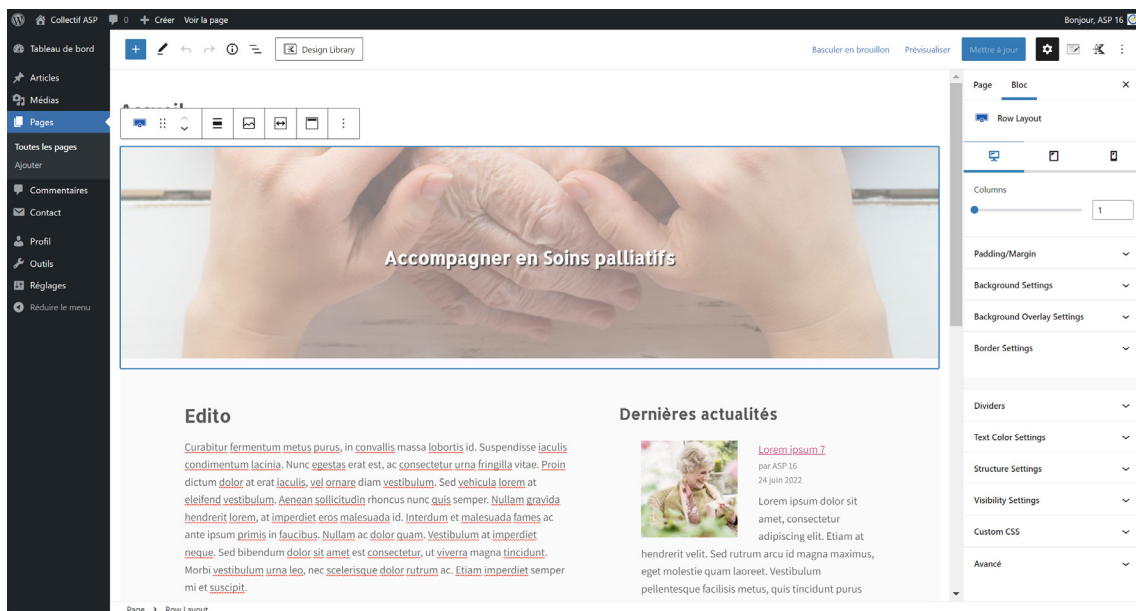 Collectif ASP 0 Créer Voir la page Bonjour, ASP 16
Tableau de bord
Articles
Médias
Pages
Toutes les pages
Ajouter
Commentaires
Contact
Profil
Outils
Réglages
Réduire le menu
Design Library Basculer en brouillon Prévisualiser Mettre à jour
Accueil
Accompagner en Soins palliatifs
Edito
Curabitur fermentum metus purus, in convallis massa lobortis id. Suspendisse iaculis
condimentum lacinia. Nunc egestas erat est, ac consectetur urna fringilla vitae. Proin
dictum dolor at erat iaculis, vel ornare diam vestibulum. Sed vehicula lorem at
eleifend vestibulum. Aenean sollicitudin rhoncus nunc quis semper. Nullam gravida
hendrerit lorem, at imperdiet eros malesuada id. Interdum et malesuada fames ac
ante ipsum primis in faucibus. Nullam ac dolor quam. Vestibulum at imperdiet
neque. Sed bibendum dolor sit amet est consectetur, ut viverra magna tincidunt.
Morbi vestibulum urna leo, nec scelerisque dolor rutrum ac. Etiam imperdiet semper
mi et suscipit.
Dernières actualités
Lorem ipsum 7
par ASP 16
24 juin 2022
Lorem ipsum dolor sit
amet, consectetur
adipiscing elit. Etiam at
hendrerit velit. Sed rutrum arcu id magna maximus,
eget molestie quam laoreet. Vestibulum
pellentesque facilisis metus, quis tincidunt purus
Page Bloc
Row Layout
Columns
1
Padding/Margin
Background Settings
Background Overlay Settings
Border Settings
Dividers
Text Color Settings
Structure Settings
Visibility Settings
Custom CSS
Avancé
Page > Row Layout